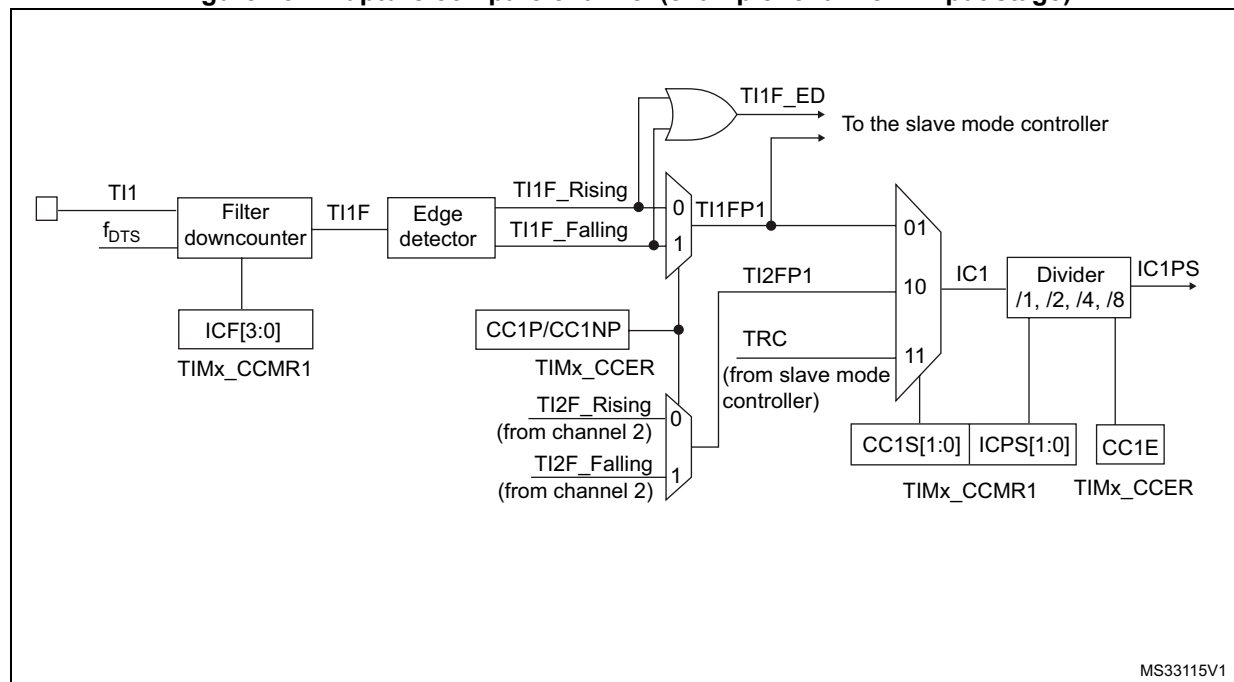 TI1F_ED
To the slave mode controller
TI1
f_DTS
Filter
downcounter
TI1F
Edge
detector
TI1F_Rising
TI1F_Falling
0
1
TI1FP1
01
TI2FP1
10
IC1
Divider
/1, /2, /4, /8
IC1PS
ICF[3:0]
TIMx_CCMR1
CC1P/CC1NP
TIMx_CCER
TRC
11
(from slave mode
controller)
TI2F_Rising
0
(from channel 2)
TI2F_Falling
1
(from channel 2)
CC1S[1:0]
ICPS[1:0]
CC1E
TIMx_CCMR1
TIMx_CCER
MS33115V1